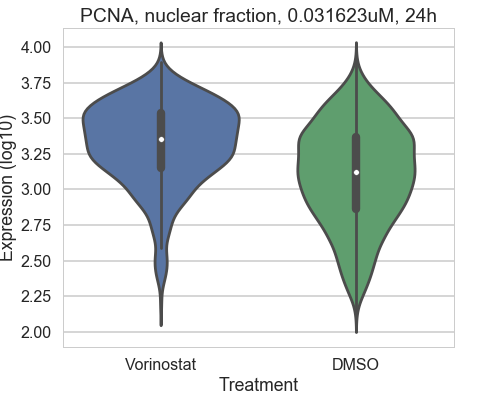 PCNA, nuclear fraction, 0.031623uM, 24h
4.00
3.75
3.50
3.25
3.00
2.75
2.50
2.25
2.00
Expression (log10)
Vorinostat
DMSO
Treatment